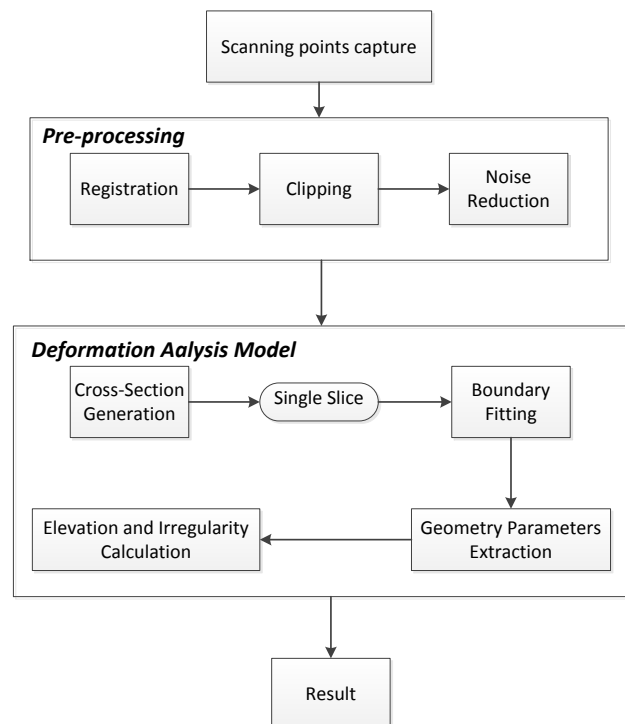 Scanning points capture
Pre-processing
Registration
Clipping
Noise
Reduction
Deformation Aalysis Model
Cross-Section
Generation
Single Slice
Boundary
Fitting
Elevation and Irregularity
Calculation
Geometry Parameters
Extraction
Result